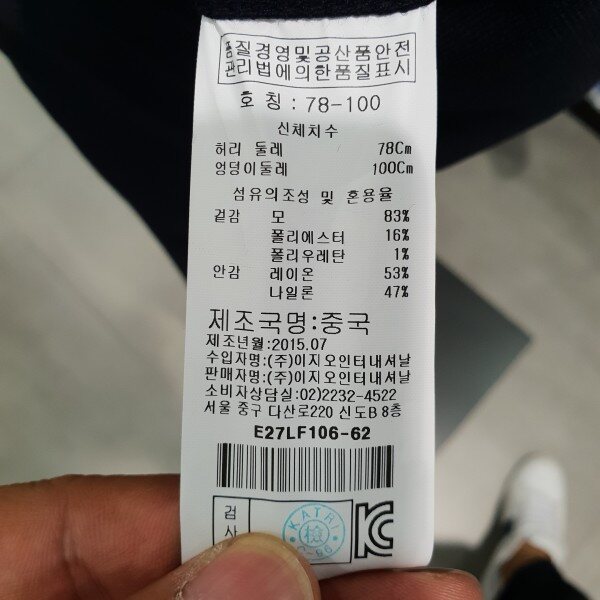 품질경영및공산품안전
관리법에의한품질표시
호 칭 : 78-100
신체치수
허리 둘레 78Cm
엉덩이둘레 100Cm
섬유의조성 및 혼용율
겉감 모 83%
폴리에스터 16%
폴리우레탄 1%
안감 레이온 53%
나일론 47%
제조국명:중국
제조년월:2015.07
수입자명:(주)이지오인터내셔날
판매자명:(주)이지오인터내셔날
소비자상담실:02)2232-4522
서울 중구 다산로220 신도B 8층
E27LF106-62
검
사
KATRI
檢
KC